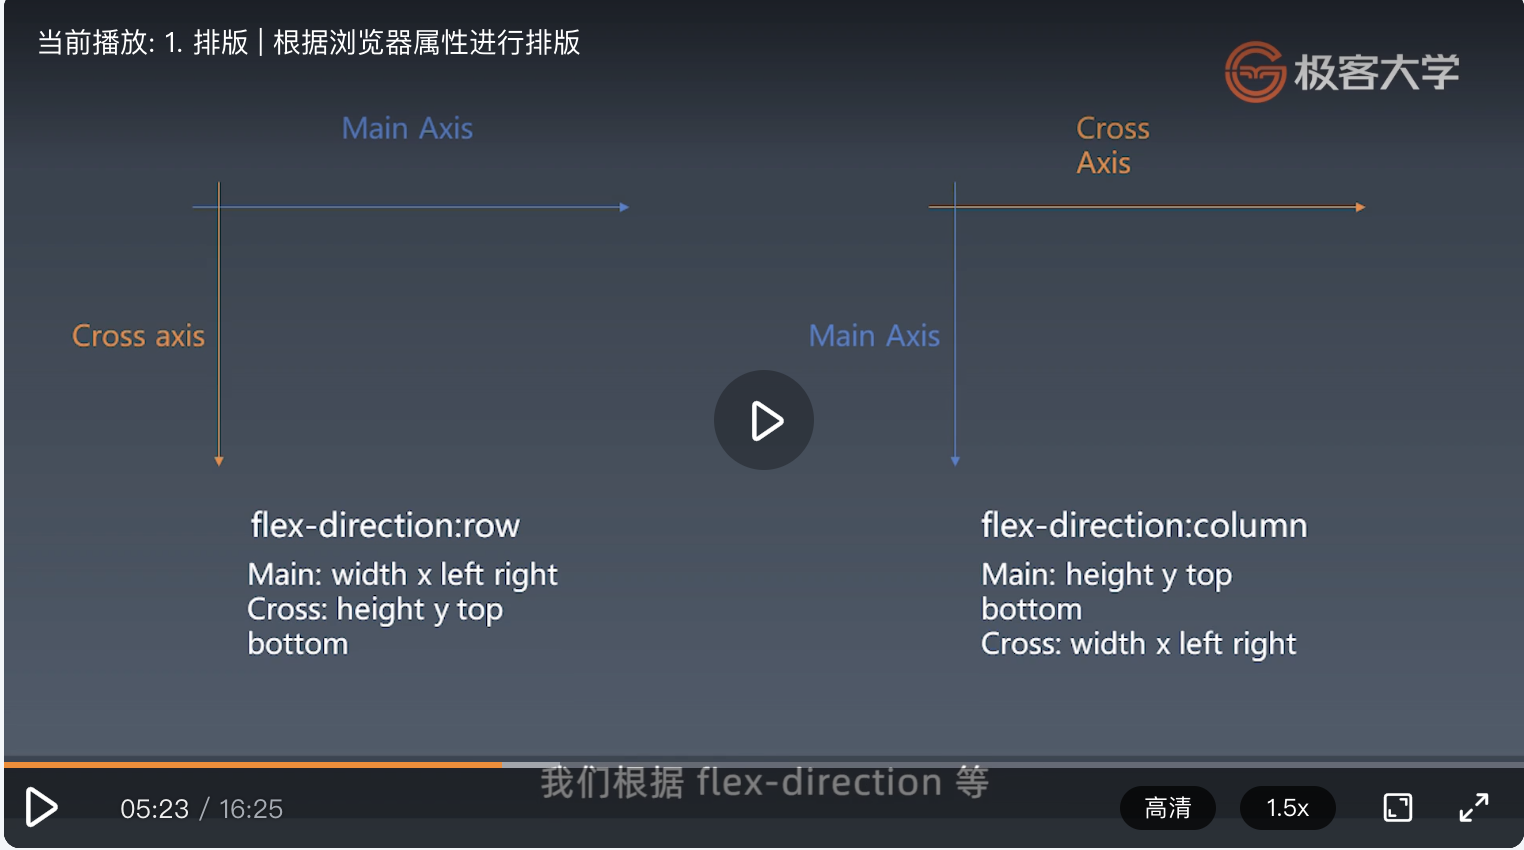 当前播放: 1. 排版 | 根据浏览器属性进行排版
极客大学
Main Axis
Cross axis
flex-direction:row
Main: width x left right
Cross: height y top
bottom
Cross
Axis
Main Axis
flex-direction:column
Main: height y top
bottom
Cross: width x left right
我们根据 flex-direction 等
05:23 / 16:25
高清
1.5x